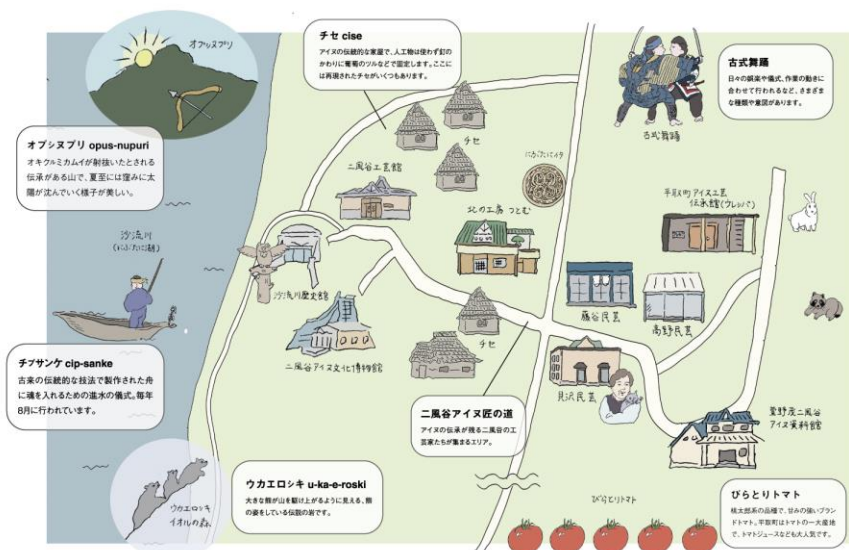 オプシヌプリ
オプシヌプリ opus-nupuri
オキクルミカムイが射抜いたとされる
伝承がある山で、夏至には窪みに太
陽が沈んでいく様子が美しい。
沙流川
(にぶたに湖)
チプサンケ cip-sanke
古来の伝統的な技法で製作された舟
に魂を入れるための進水の儀式。毎年
8月に行われています。
ウカエロシキ
イオルの森
ウカエロシキ u-ka-e-roski
大きな熊が山を駆け上がるように見える、熊
の姿をしている伝説の岩です。
チセ cise
アイヌの伝統的な家屋で、人工物は使わず釘の
かわりに葡萄のツルなどで固定します。ここに
は再現されたチセがいくつもあります。
チセ
二風谷工芸館
にぶたにイタ
北の工房 つとむ
沙流川歴史館
二風谷アイヌ文化博物館
チセ
二風谷アイヌ匠の道
アイヌの伝承が残る二風谷の工
芸家たちが集まるエリア。
古式舞踊
古式舞踊
日々の娯楽や儀式、作業の動きに
合わせて行われるなど、さまざま
な種類や意図があります。
平取町アイヌ工芸
伝承館(ウレシパ)
藤谷民芸
高野民芸
貝沢民芸
萱野茂二風谷
アイヌ資料館
びらとりトマト
びらとりトマト
桃太郎系の品種で、甘みの強いブラン
ドトマト。平取町はトマトの一大産地
で、トマトジュースなども大人気です。